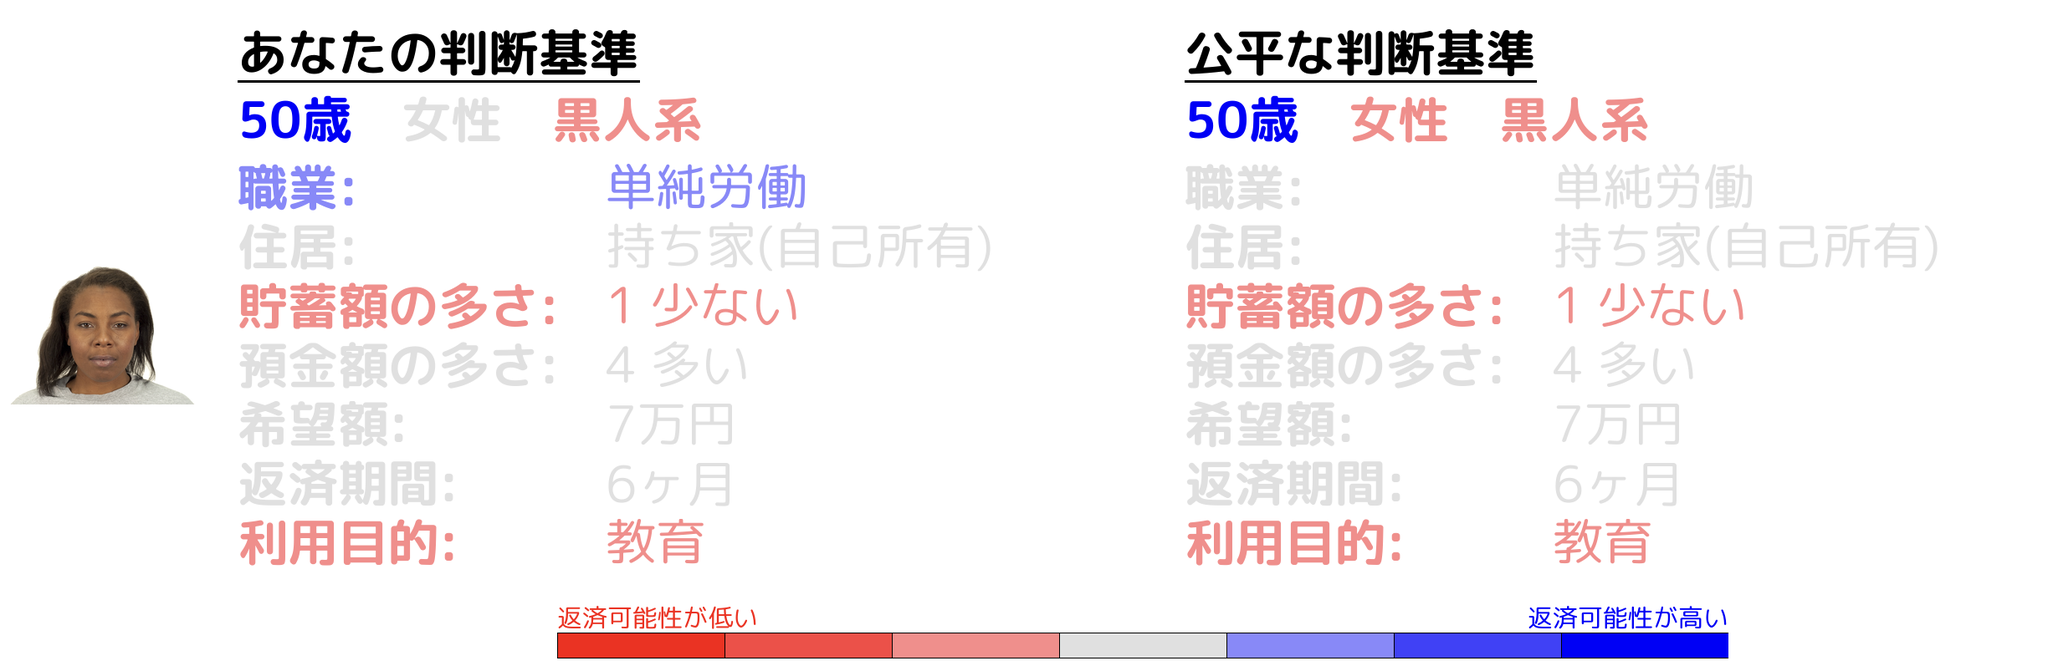 あなたの判断基準
50歳 女性 黒人系
職業: 単純労働
住居: 持ち家(自己所有)
貯蓄額の多さ: 1 少ない
預金額の多さ: 4 多い
希望額: 7万円
返済期間: 6ヶ月
利用目的: 教育
公平な判断基準
50歳 女性 黒人系
職業: 単純労働
住居: 持ち家(自己所有)
貯蓄額の多さ: 1 少ない
預金額の多さ: 4 多い
希望額: 7万円
返済期間: 6ヶ月
利用目的: 教育
返済可能性が低い
返済可能性が高い